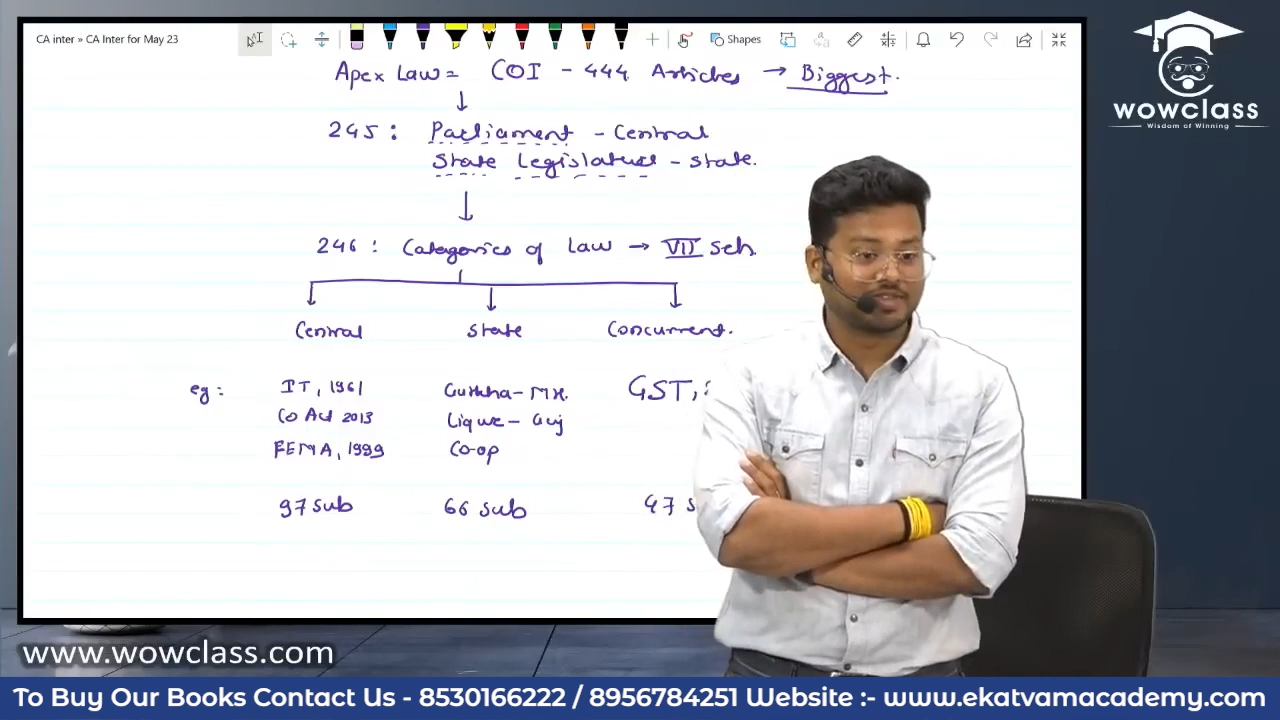 CA inter » CA Inter for May 23
Shapes
wowclass
Wisdom of Winning
Apex Law = COI - 444 Articles → Biggest.
245 : Parliament - Central
State Legislature - State.
246 : Categories of Law → VII Sch.
Central State Concurrent.
eg : IT, 1961 Gutkha - MH. GST,
Co Act 2013 Liquor - Guj
FEMA, 1999 Co-op
97 sub 66 sub 47 s
www.wowclass.com
To Buy Our Books Contact Us - 8530166222 / 8956784251 Website :- www.ekatvamacademy.com